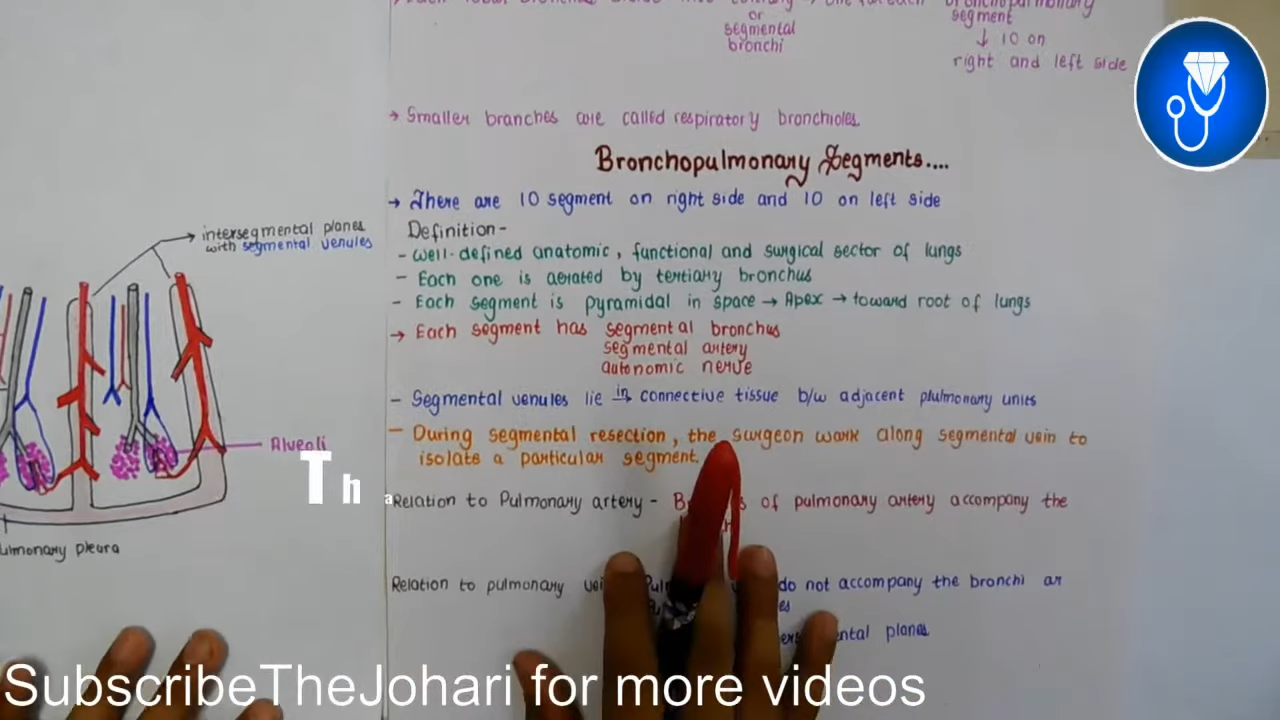 or
segmental
bronchi
segment
↓ 10 on
right and left side
→ Smaller branches are called respiratory bronchioles
Bronchopulmonary Segments....
→ There are 10 segment on right side and 10 on left side
Definition-
- well-defined anatomic, functional and surgical sector of lungs
- Each one is aerated by tertiary bronchus
- Each segment is pyramidal in space → Apex → toward root of lungs
→ Each segment has segmental bronchus
segmental artery
autonomic nerve
- Segmental venules lie in connective tissue b/w adjacent plulmonary units
- During segmental resection, the surgeon work along segmental vein to
isolate a particular segment.
Relation to Pulmonary artery - of pulmonary artery accompany the
Relation to pulmonary do not accompany the bronchi or
planes
intersegmental planes
with segmental venules
Alveoli
ulmonary pleura
Tha
SubscribeTheJohari for more videos